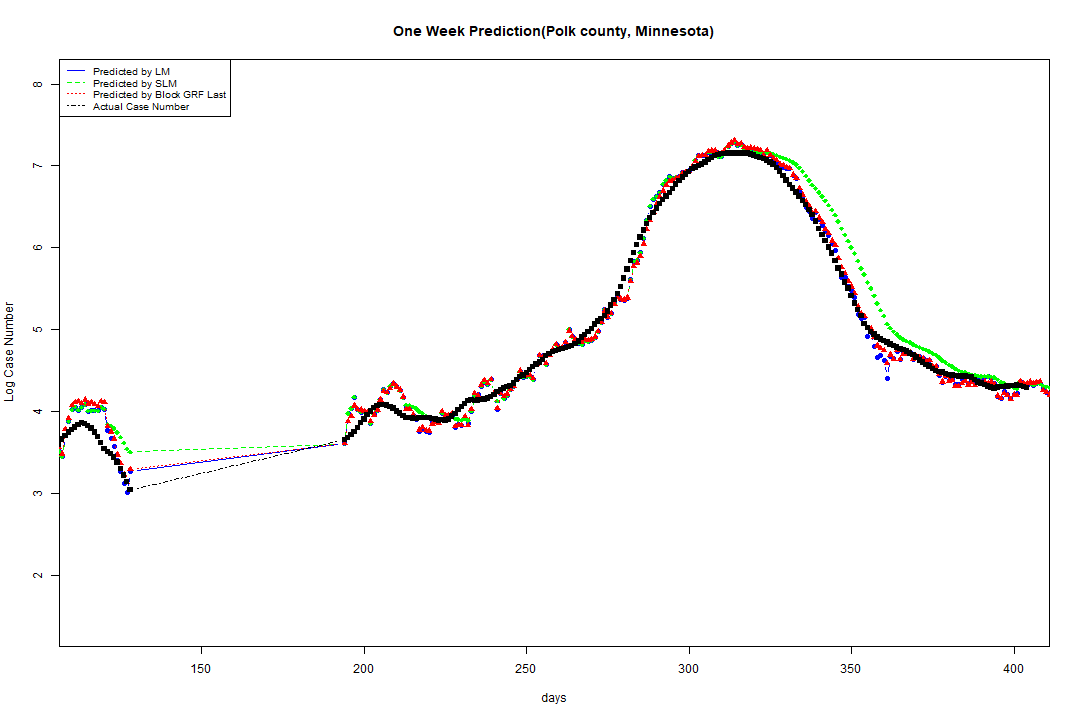 One Week Prediction(Polk county, Minnesota)
Predicted by LM
Predicted by SLM
Predicted by Block GRF Last
Actual Case Number
8
7
6
5
4
3
2
Log Case Number
150 200 250 300 350 400
days